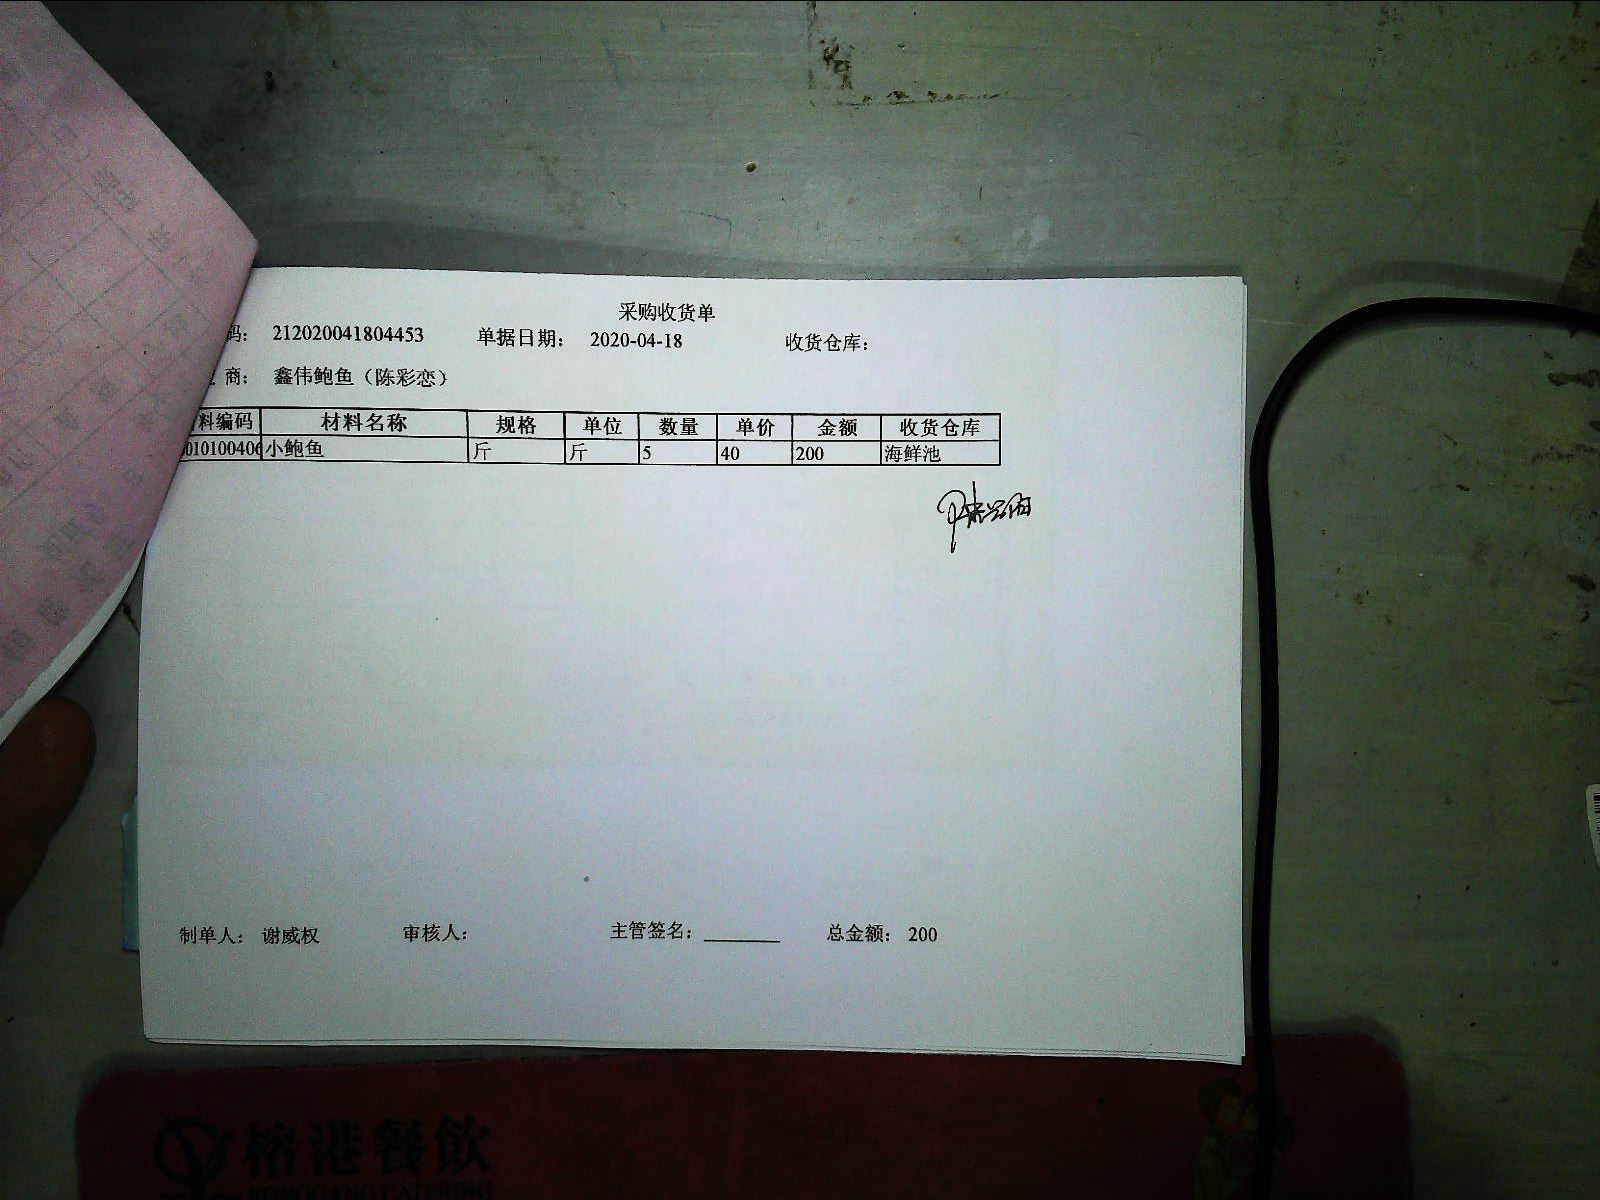 采购收货单
码: 212020041804453 单据日期: 2020-04-18 收货仓库:
商: 鑫伟鲍鱼（陈彩恋）
料编码 材料名称 规格 单位 数量 单价 金额 收货仓库
010100406 小鲍鱼 斤 斤 5 40 200 海鲜池
制单人: 谢威权 审核人: 主管签名: 总金额: 200
榕港餐飲
RONGGANG CATERING